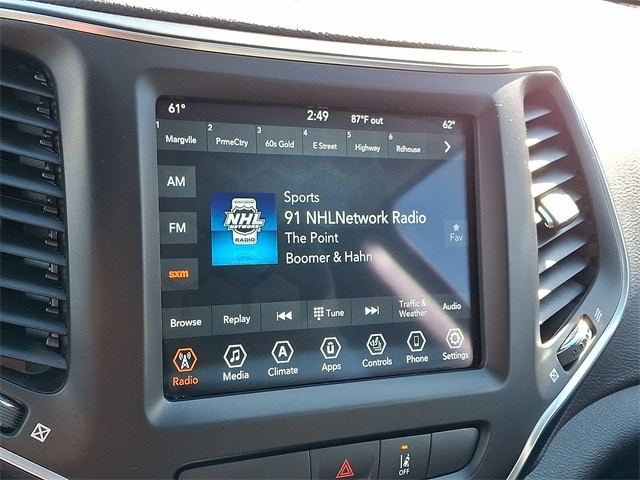 61° 2:49 87°F out 62°
1 Margvlle 2 PrmeCtry 3 60s Gold 4 E Street 5 Highway 6 Rdhouse
AM
FM
sxm
NHL
NETWORK
RADIO
Sports
91 NHLNetwork Radio
The Point
Boomer & Hahn
Fav
Browse Replay Tune Traffic & Weather Audio
Radio Media Climate Apps Controls Phone Settings
OFF